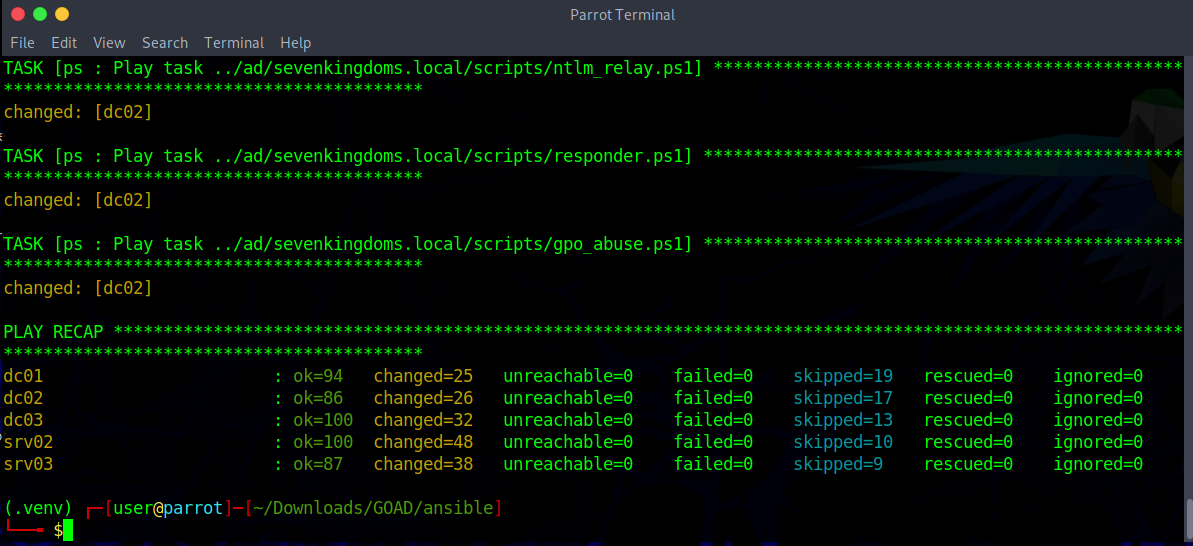 Parrot Terminal
File Edit View Search Terminal Help
TASK [ps : Play task ../ad/sevenkingdoms.local/scripts/ntlm_relay.ps1] ***********************************************
******************************************
changed: [dc02]
TASK [ps : Play task ../ad/sevenkingdoms.local/scripts/responder.ps1] ************************************************
******************************************
changed: [dc02]
TASK [ps : Play task ../ad/sevenkingdoms.local/scripts/gpo_abuse.ps1] ************************************************
******************************************
changed: [dc02]
PLAY RECAP ***********************************************************************************************************
******************************************
dc01 : ok=94 changed=25 unreachable=0 failed=0 skipped=19 rescued=0 ignored=0
dc02 : ok=86 changed=26 unreachable=0 failed=0 skipped=17 rescued=0 ignored=0
dc03 : ok=100 changed=32 unreachable=0 failed=0 skipped=13 rescued=0 ignored=0
srv02 : ok=100 changed=48 unreachable=0 failed=0 skipped=10 rescued=0 ignored=0
srv03 : ok=87 changed=38 unreachable=0 failed=0 skipped=9 rescued=0 ignored=0
(.venv) ┌─[user@parrot]─[~/Downloads/GOAD/ansible]
└──╼ $